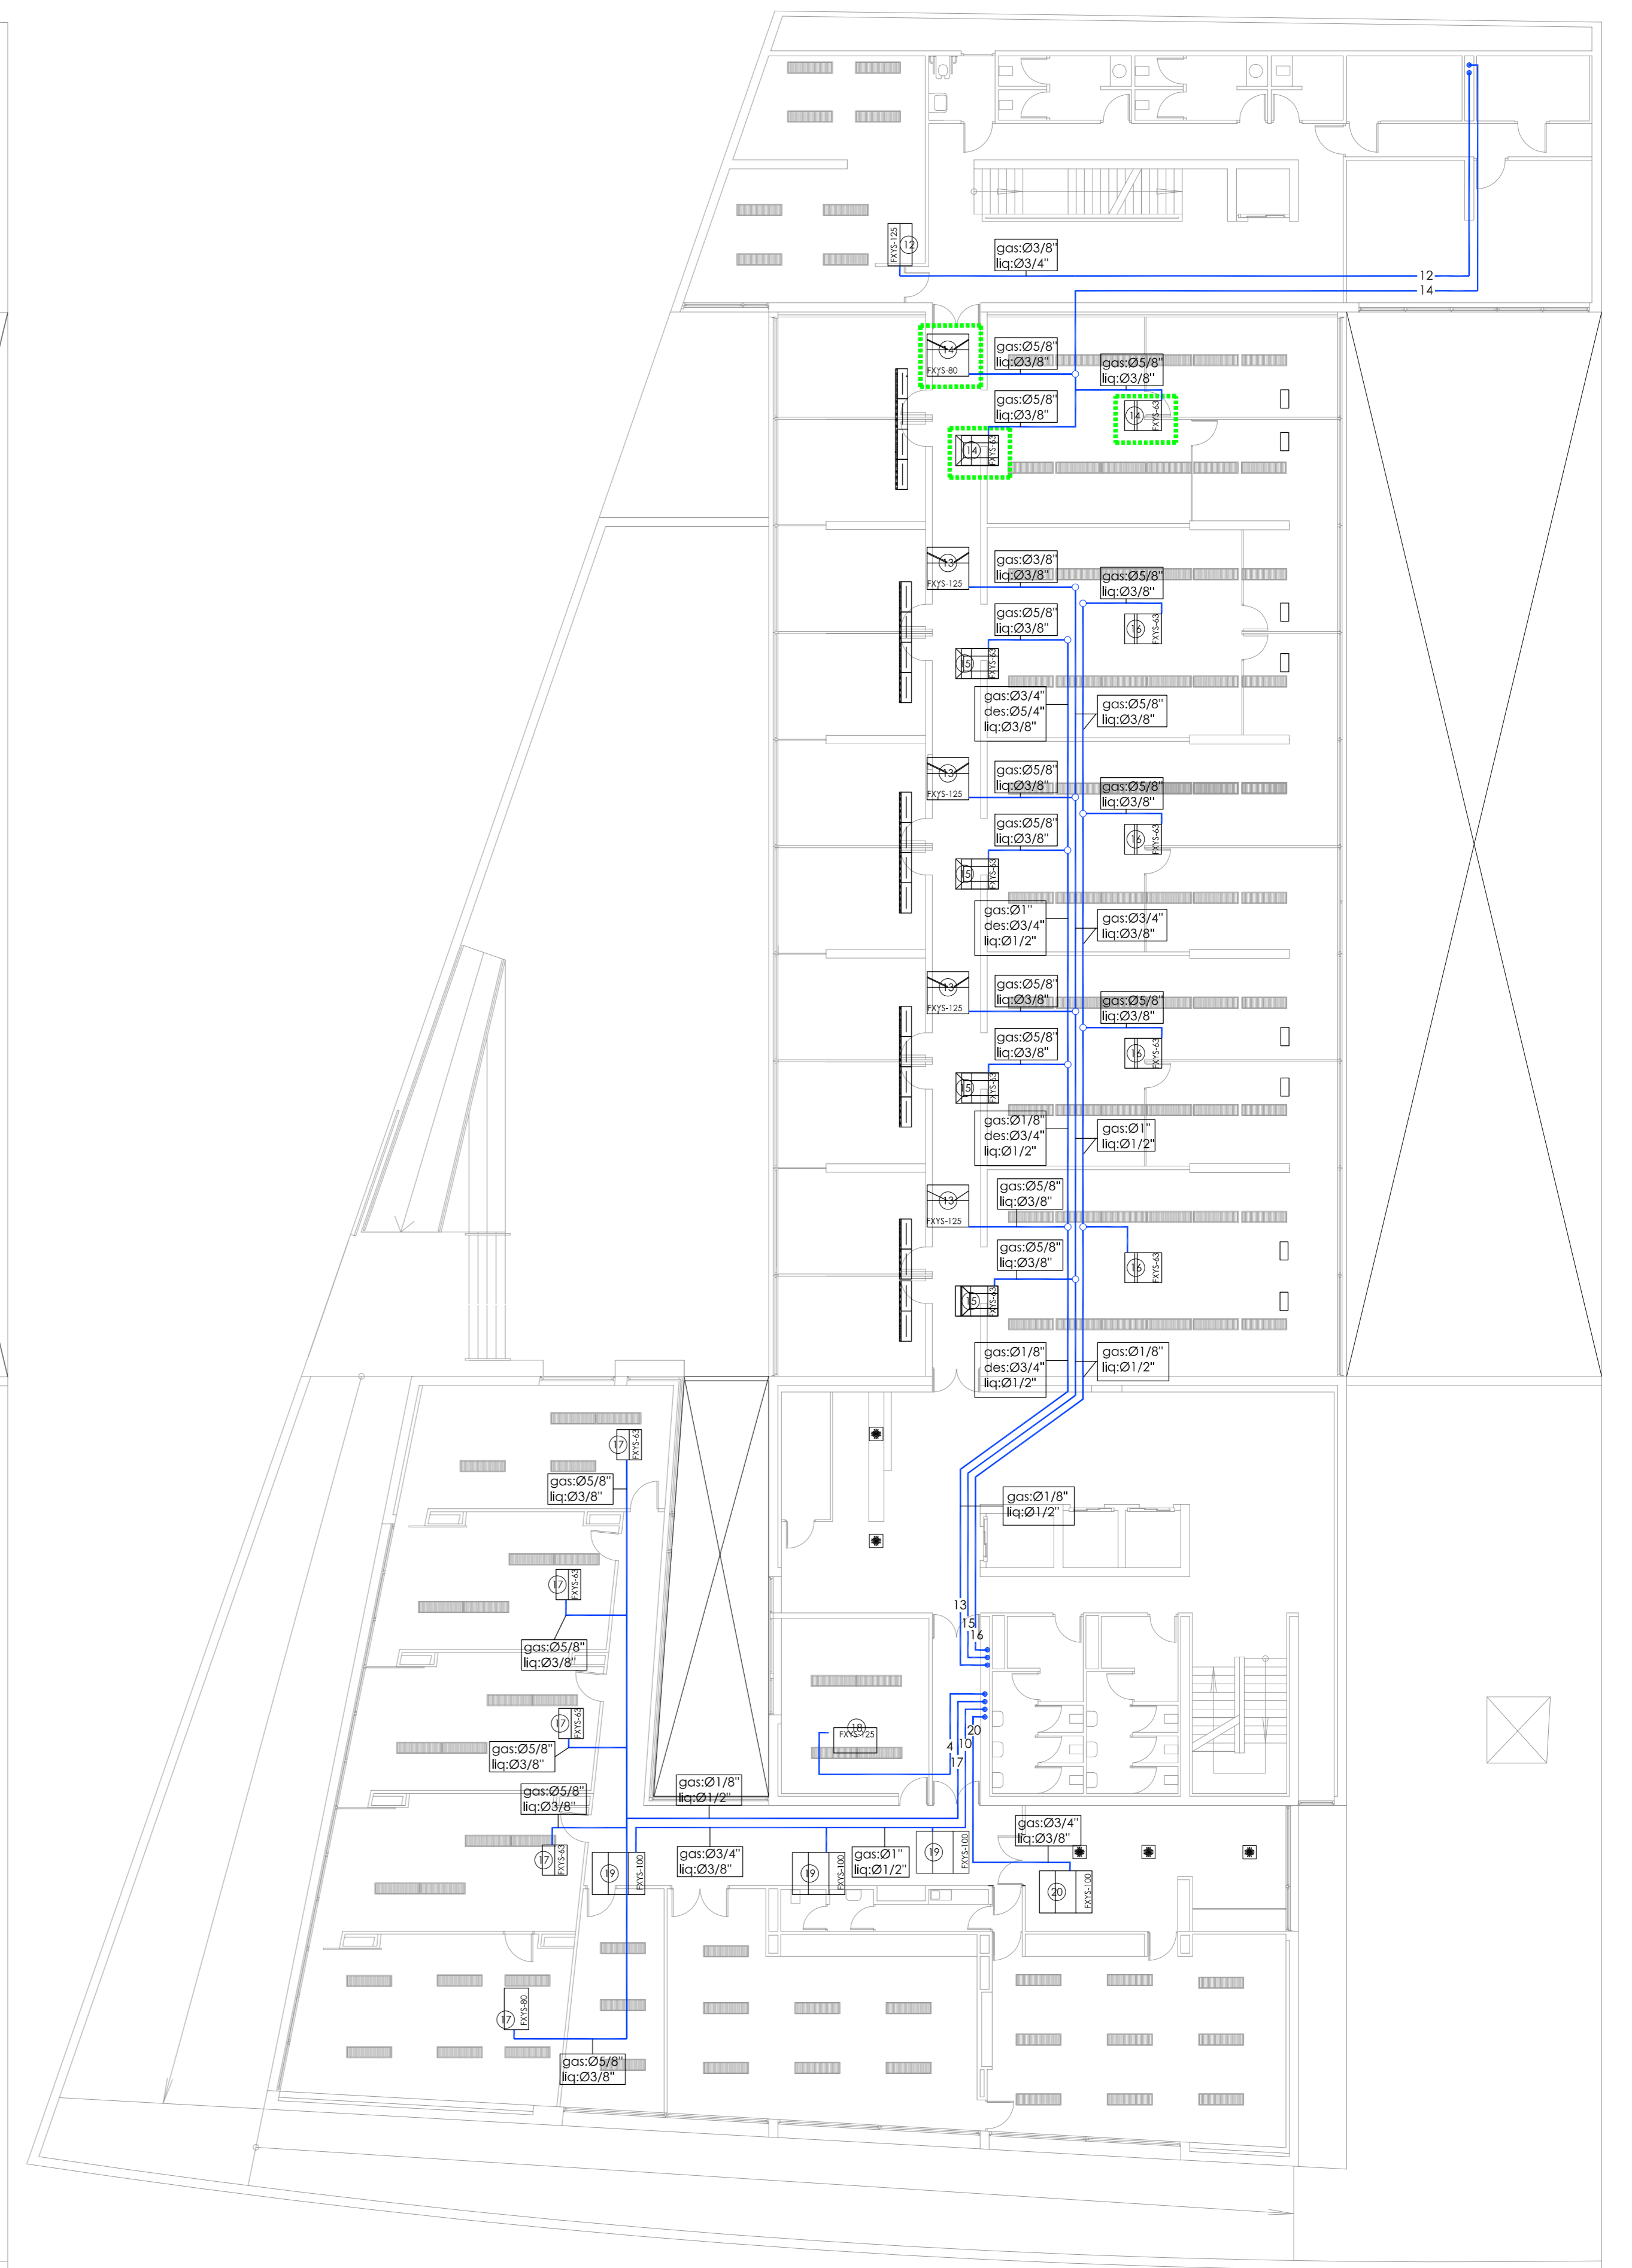 FXYS-125
12
gas:Ø3/8"
liq:Ø3/4"
12
14
14
FXYS-80
gas:Ø5/8"
liq:Ø3/8"
gas:Ø5/8"
liq:Ø3/8"
gas:Ø5/8"
liq:Ø3/8"
14
FXYS-63
14
FXYS-63
13
FXYS-125
gas:Ø3/8"
liq:Ø3/8"
gas:Ø5/8"
liq:Ø3/8"
gas:Ø5/8"
liq:Ø3/8"
16
FXYS-63
15
FXYS-63
gas:Ø3/4"
des:Ø5/4"
liq:Ø3/8"
gas:Ø5/8"
liq:Ø3/8"
13
FXYS-125
gas:Ø5/8"
liq:Ø3/8"
gas:Ø5/8"
liq:Ø3/8"
gas:Ø5/8"
liq:Ø3/8"
16
FXYS-63
15
FXYS-63
gas:Ø1"
des:Ø3/4"
liq:Ø1/2"
gas:Ø3/4"
liq:Ø3/8"
13
FXYS-125
gas:Ø5/8"
liq:Ø3/8"
gas:Ø5/8"
liq:Ø3/8"
gas:Ø5/8"
liq:Ø3/8"
16
FXYS-63
15
FXYS-63
gas:Ø1/8"
des:Ø3/4"
liq:Ø1/2"
gas:Ø1"
liq:Ø1/2"
13
FXYS-125
gas:Ø5/8"
liq:Ø3/8"
gas:Ø5/8"
liq:Ø3/8"
16
FXYS-63
15
FXYS-63
gas:Ø1/8"
des:Ø3/4"
liq:Ø1/2"
gas:Ø1/8"
liq:Ø1/2"
17
FXYS-63
gas:Ø5/8"
liq:Ø3/8"
gas:Ø1/8"
liq:Ø1/2"
17
FXYS-63
13
15
16
gas:Ø5/8"
liq:Ø3/8"
17
FXYS-63
18
FXYS-125
20
10
4
17
gas:Ø5/8"
liq:Ø3/8"
gas:Ø5/8"
liq:Ø3/8"
gas:Ø1/8"
liq:Ø1/2"
17
FXYS-63
19
FXYS-100
gas:Ø3/4"
liq:Ø3/8"
19
FXYS-100
gas:Ø1"
liq:Ø1/2"
19
FXYS-100
gas:Ø3/4"
liq:Ø3/8"
20
FXYS-100
17
FXYS-80
gas:Ø5/8"
liq:Ø3/8"